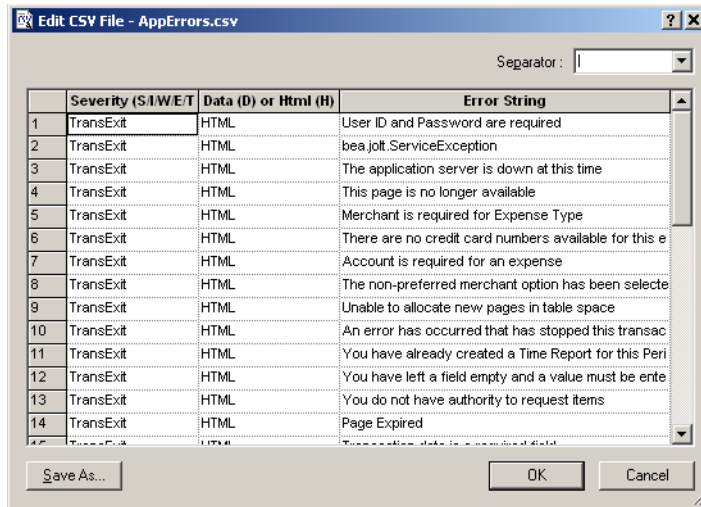 Edit CSV File - AppErrors.csv
Separator :
Severity (S/I/W/E/T Data (D) or Html (H) Error String
1 TransExit HTML User ID and Password are required
2 TransExit HTML bea.jolt.ServiceException
3 TransExit HTML The application server is down at this time
4 TransExit HTML This page is no longer available
5 TransExit HTML Merchant is required for Expense Type
6 TransExit HTML There are no credit card numbers available for this e
7 TransExit HTML Account is required for an expense
8 TransExit HTML The non-preferred merchant option has been selecte
9 TransExit HTML Unable to allocate new pages in table space
10 TransExit HTML An error has occurred that has stopped this transac
11 TransExit HTML You have already created a Time Report for this Peri
12 TransExit HTML You have left a field empty and a value must be ente
13 TransExit HTML You do not have authority to request items
14 TransExit HTML Page Expired
15 TransExit HTML Transaction date is a required field
Save As... OK Cancel